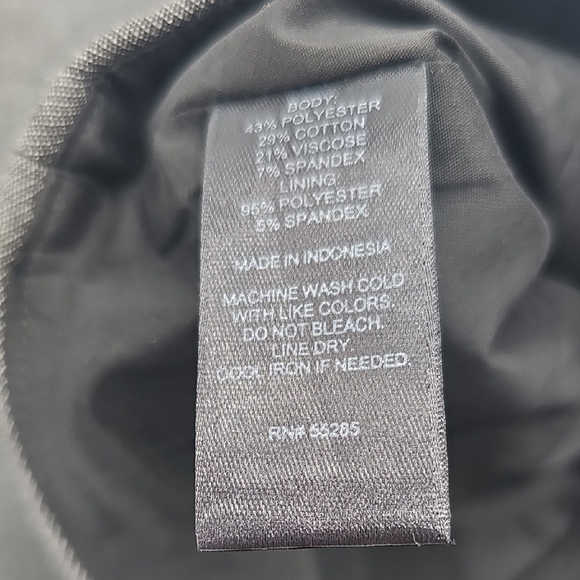 BODY:
43% POLYESTER
29% COTTON
21% VISCOSE
7% SPANDEX
LINING:
95% POLYESTER
5% SPANDEX
MADE IN INDONESIA
MACHINE WASH COLD
WITH LIKE COLORS.
DO NOT BLEACH.
LINE DRY.
COOL IRON IF NEEDED.
RN# 55285